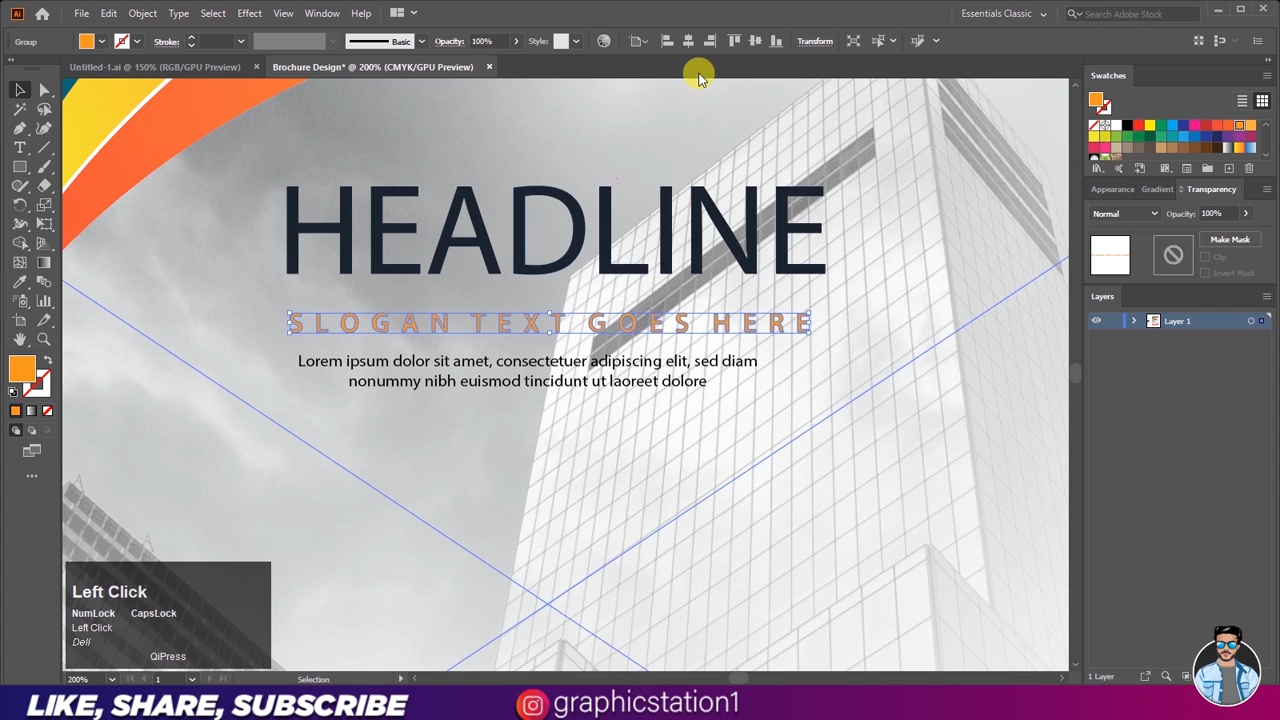 Ai File Edit Object Type Select Effect View Window Help Essentials Classic Search Adobe Stock
Group Stroke: Basic Opacity: 100% Style: Transform
Untitled-1.ai @ 150% (RGB/GPU Preview) Brochure Design* @ 200% (CMYK/GPU Preview)
Swatches
Appearance Gradient Transparency
Normal Opacity: 100%
Make Mask
Clip
Invert Mask
Layers
Layer 1
HEADLINE
SLOGAN TEXT GOES HERE
Lorem ipsum dolor sit amet, consectetuer adipiscing elit, sed diam
nonummy nibh euismod tincidunt ut laoreet dolore
Left Click
NumLock CapsLock
Left Click
Dell
QiPress
200% 1 Selection
1 Layer
LIKE, SHARE, SUBSCRIBE graphicstation1